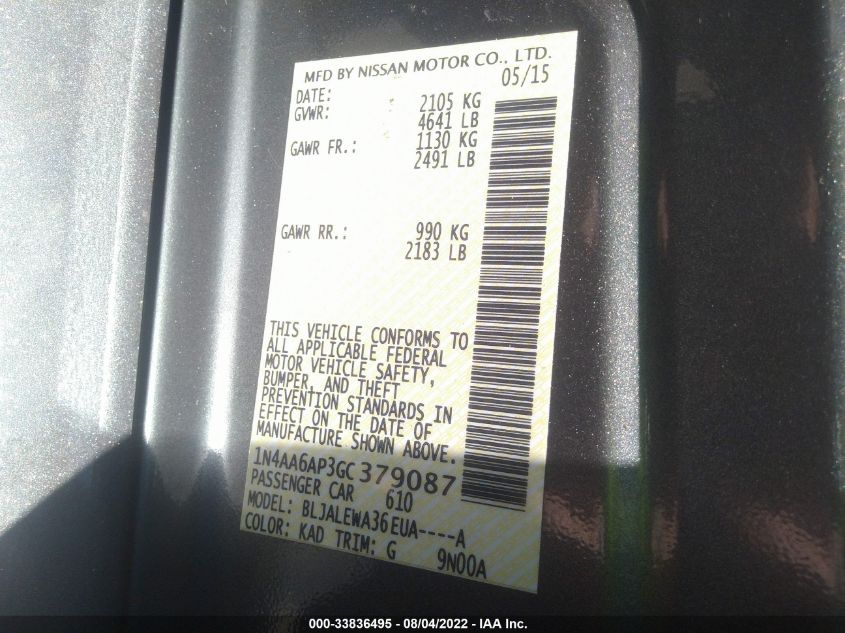 MFD BY NISSAN MOTOR CO., LTD.
DATE: 05/15
GVWR: 2105 KG
4641 LB
GAWR FR.: 1130 KG
2491 LB
GAWR RR.: 990 KG
2183 LB
THIS VEHICLE CONFORMS TO
ALL APPLICABLE FEDERAL
MOTOR VEHICLE SAFETY,
BUMPER, AND THEFT
PREVENTION STANDARDS IN
EFFECT ON THE DATE OF
MANUFACTURE SHOWN ABOVE.
1N4AA6AP3GC379087
PASSENGER CAR 610
MODEL: BLJALEWA36EUA----A
COLOR: KAD TRIM: G 9N00A
000-33836495 - 08/04/2022 - IAA Inc.